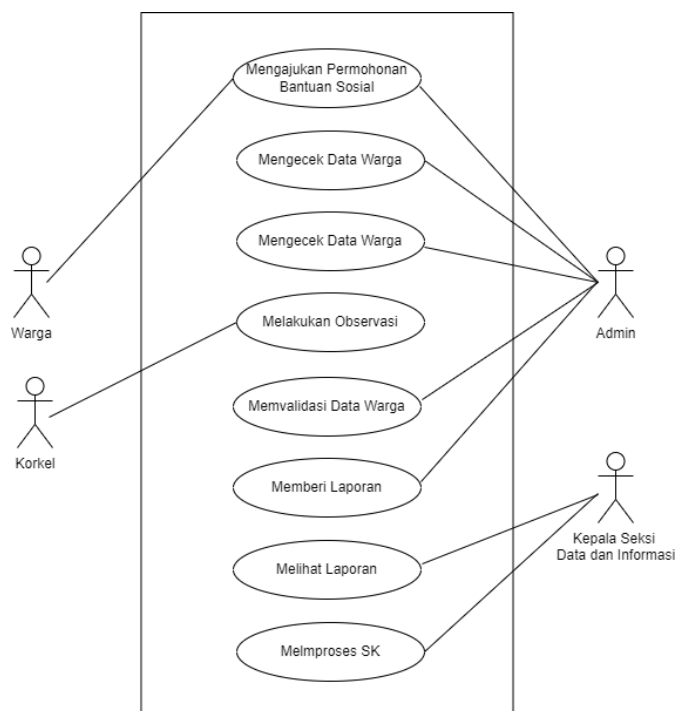 Mengajukan Permohonan
Bantuan Sosial
Mengecek Data Warga
Mengecek Data Warga
Warga
Admin
Melakukan Observasi
Korkel
Memvalidasi Data Warga
Memberi Laporan
Kepala Seksi
Data dan Informasi
Melihat Laporan
Melmproses SK